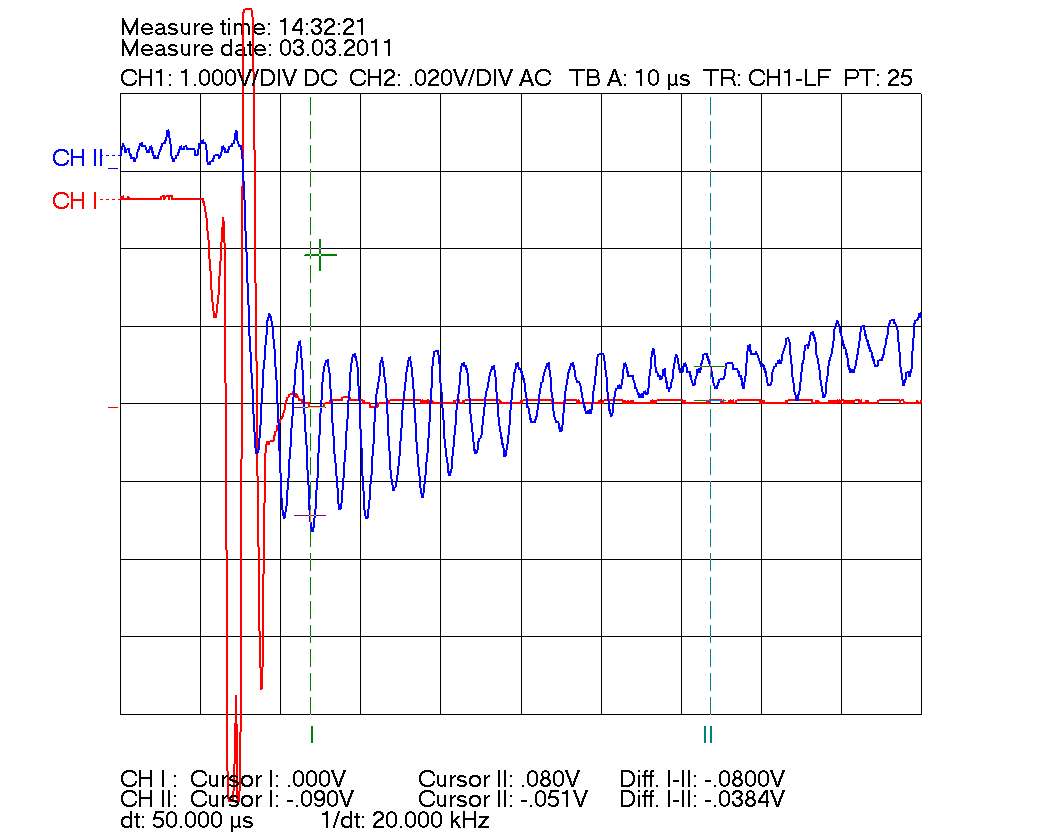 Measure time: 14:32:21
Measure date: 03.03.2011
CH1: 1.000V/DIV DC CH2: .020V/DIV AC TB A: 10 µs TR: CH1-LF PT: 25
CH II
CH I
I
II
CH I : Cursor I: .000V Cursor II: .080V Diff. I-II: -.0800V
CH II: Cursor I: -.090V Cursor II: -.051V Diff. I-II: -.0384V
dt: 50.000 µs 1/dt: 20.000 kHz